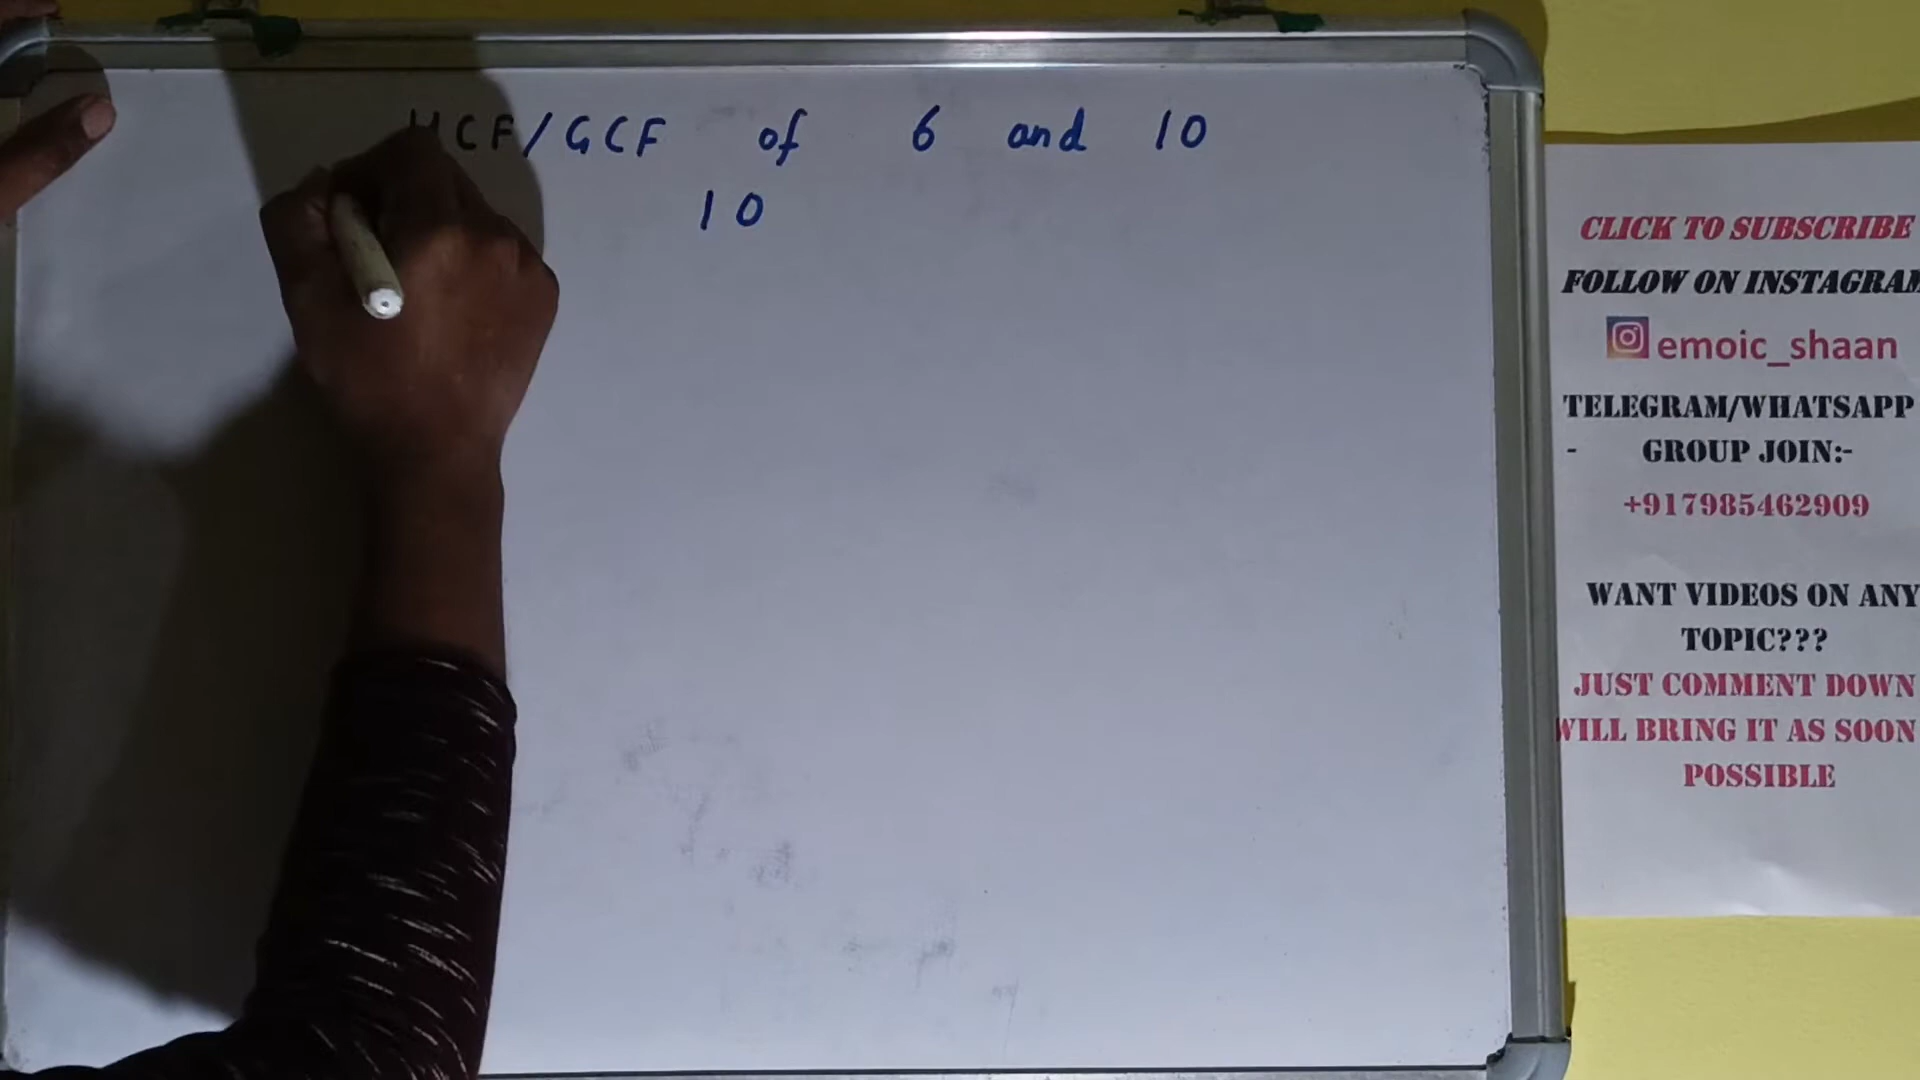 HCF/GCF of 6 and 10
10
CLICK TO SUBSCRIBE
FOLLOW ON INSTAGRAM
emoic_shaan
TELEGRAM/WHATSAPP
- GROUP JOIN:-
+917985462909
WANT VIDEOS ON ANY
TOPIC???
JUST COMMENT DOWN
WILL BRING IT AS SOON
POSSIBLE